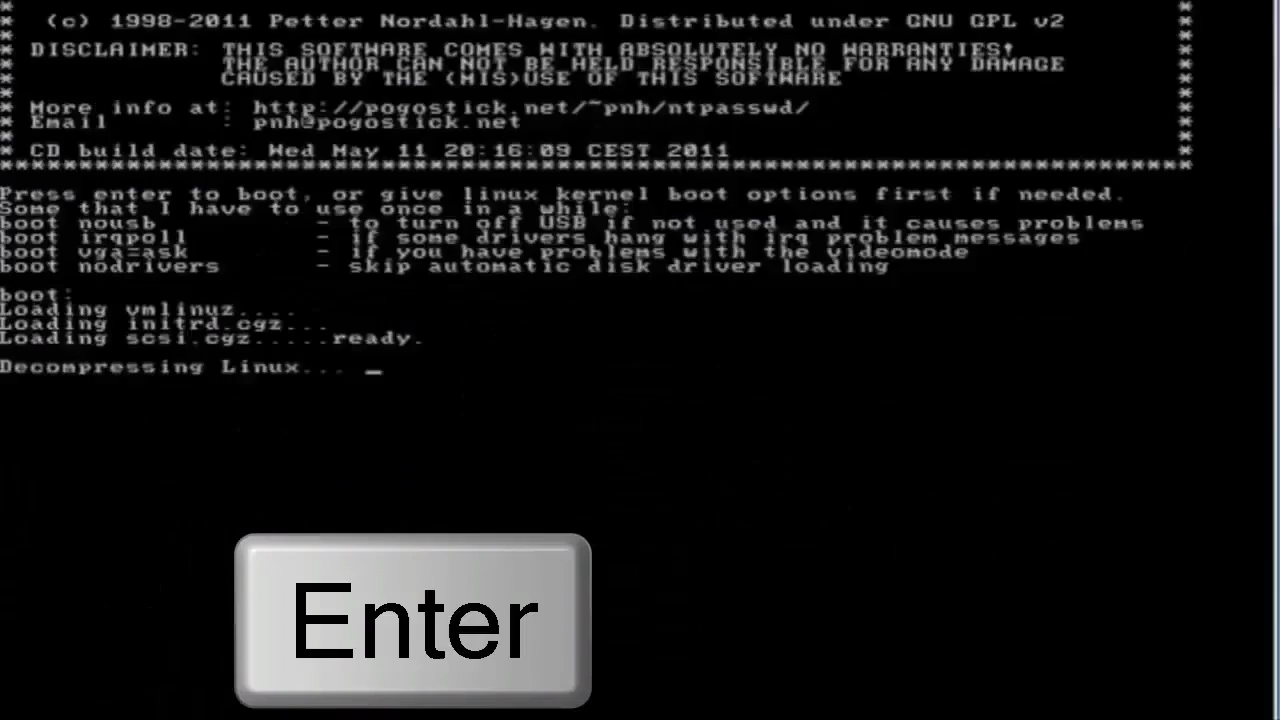 * (c) 1998-2011 Petter Nordahl-Hagen. Distributed under GNU GPL v2 *
* *
* DISCLAIMER: THIS SOFTWARE COMES WITH ABSOLUTELY NO WARRANTIES! *
* THE AUTHOR CAN NOT BE HELD RESPONSIBLE FOR ANY DAMAGE *
* CAUSED BY THE (MIS)USE OF THIS SOFTWARE *
* *
* More info at: http://pogostick.net/~pnh/ntpasswd/ *
* Email : pnh@pogostick.net *
* *
* CD build date: Wed May 11 20:16:09 CEST 2011 *
*********************************************************************************
Press enter to boot, or give linux kernel boot options first if needed.
Some that I have to use once in a while:
boot nousb - to turn off USB if not used and it causes problems
boot irqpoll - if some drivers hang with irq problem messages
boot vga=ask - if you have problems with the videomode
boot nodrivers - skip automatic disk driver loading
boot:
Loading vmlinuz....
Loading initrd.cgz...
Loading scsi.cgz.....ready.
Decompressing Linux... _
Enter